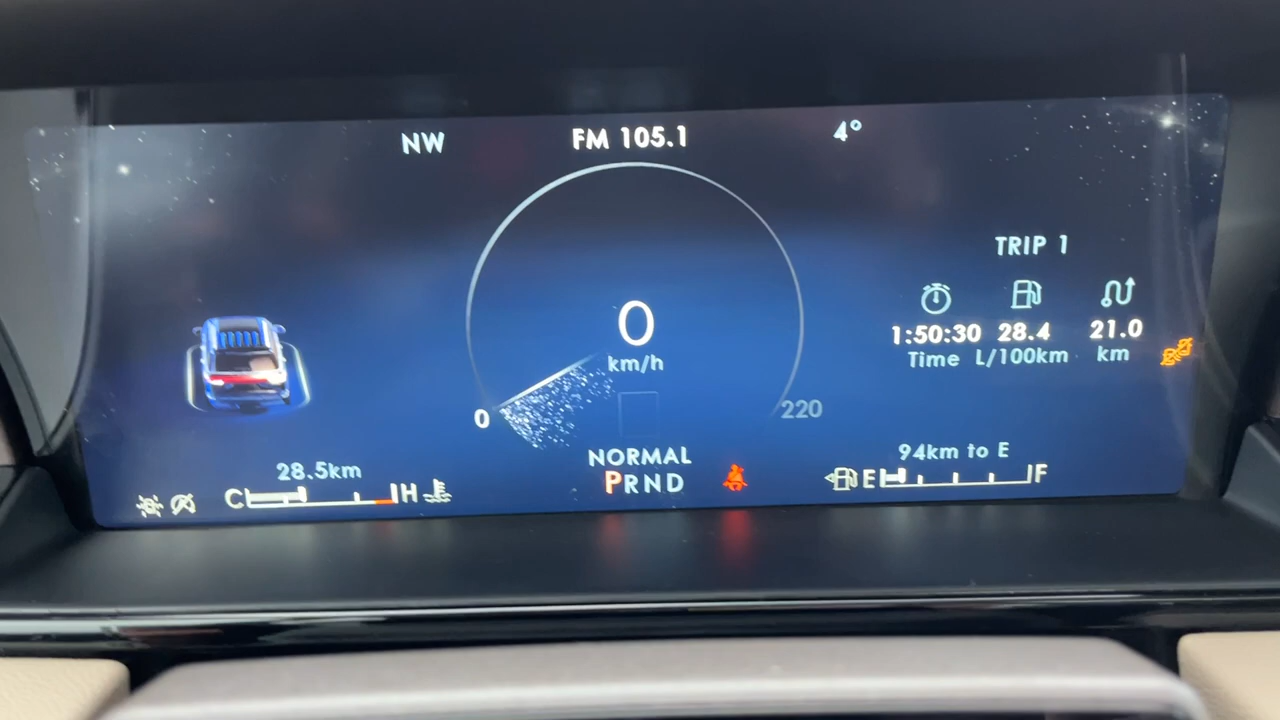 NW FM 105.1 4°
TRIP 1
1:50:30 28.4 21.0
Time L/100km km
0
km/h
0 220
NORMAL
PRND
28.5km
C H
94km to E
E F